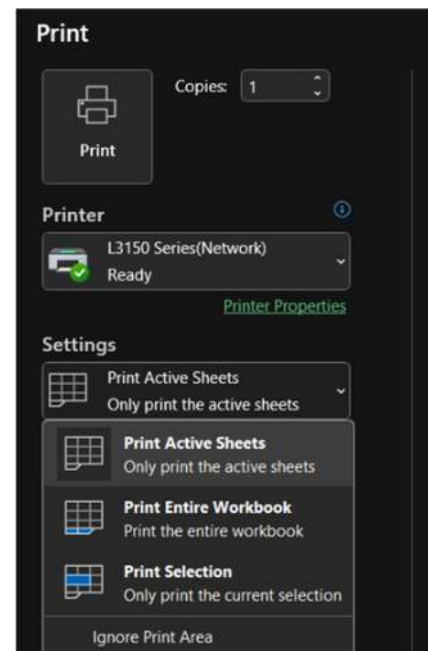 Print
Copies: 1
Print
Printer
L3150 Series(Network)
Ready
Printer Properties
Settings
Print Active Sheets
Only print the active sheets
Print Active Sheets
Only print the active sheets
Print Entire Workbook
Print the entire workbook
Print Selection
Only print the current selection
Ignore Print Area